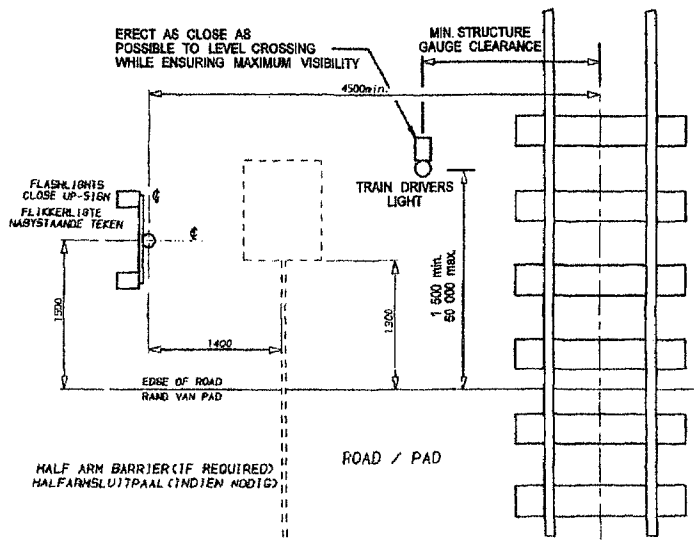 ERECT AS CLOSE AS
POSSIBLE TO LEVEL CROSSING
WHILE ENSURING MAXIMUM VISIBILITY
MIN. STRUCTURE
GAUGE CLEARANCE
4500min.
FLASHLIGHTS
CLOSE UP-SIGN
FLIKKERLIGTE
NABYSTAANDE TEKEN
TRAIN DRIVERS
LIGHT
1 500 min.
50 000 max.
1500
1400
1300
EDGE OF ROAD
RAND VAN PAD
HALF ARM BARRIER (IF REQUIRED)
HALFARMSLUITPAAL (INDIEN NODIG)
ROAD / PAD